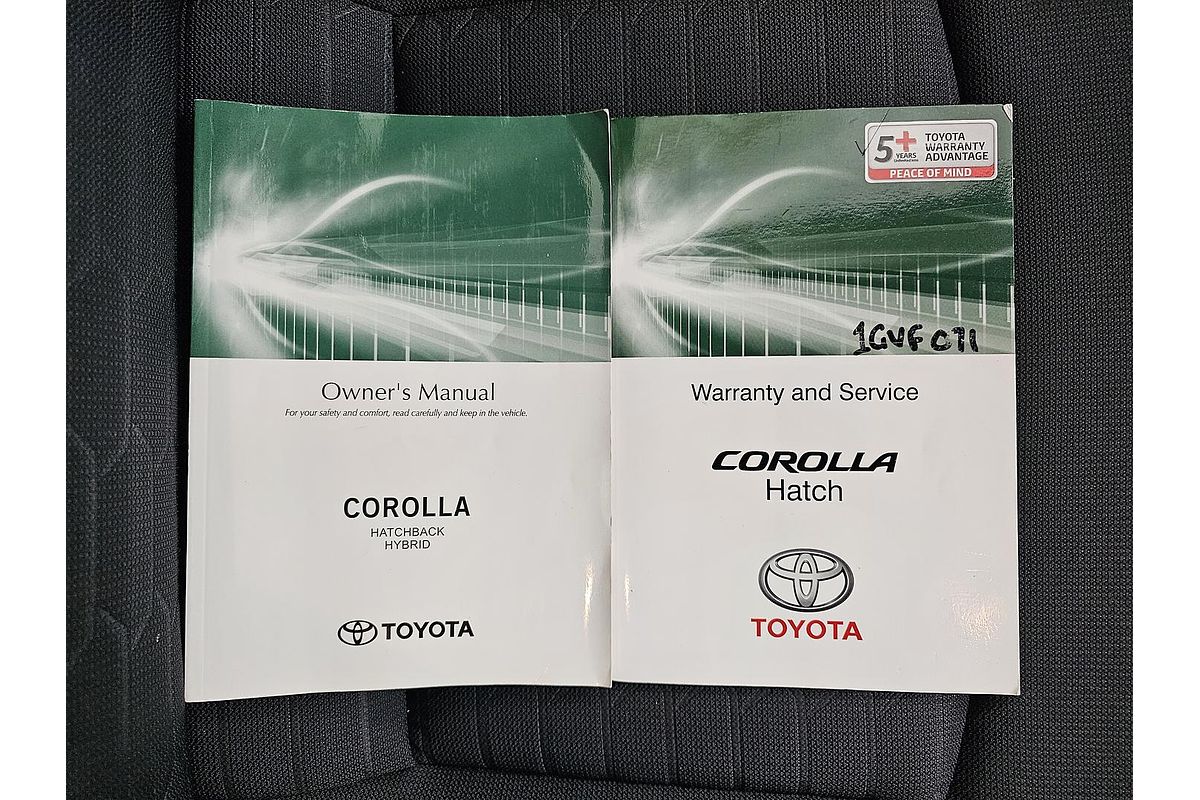 Owner's Manual
For your safety and comfort, read carefully and keep in the vehicle.
COROLLA
HATCHBACK
HYBRID
TOYOTA
5+
YEARS
TOYOTA
WARRANTY
ADVANTAGE
PEACE OF MIND
1GVF071
Warranty and Service
COROLLA
Hatch
TOYOTA